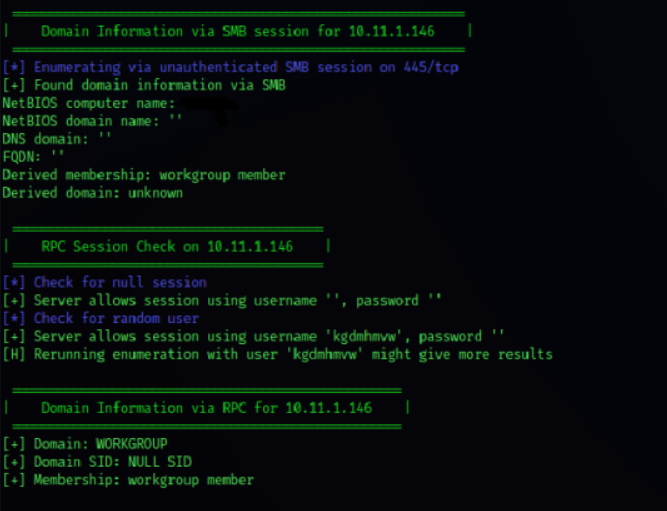 | Domain Information via SMB session for 10.11.1.146 |
[*] Enumerating via unauthenticated SMB session on 445/tcp
[+] Found domain information via SMB
NetBIOS computer name:
NetBIOS domain name: ''
DNS domain: ''
FQDN: ''
Derived membership: workgroup member
Derived domain: unknown
| RPC Session Check on 10.11.1.146 |
[*] Check for null session
[+] Server allows session using username '', password ''
[*] Check for random user
[+] Server allows session using username 'kgdmhmvw', password ''
[H] Rerunning enumeration with user 'kgdmhmvw' might give more results
| Domain Information via RPC for 10.11.1.146 |
[+] Domain: WORKGROUP
[+] Domain SID: NULL SID
[+] Membership: workgroup member